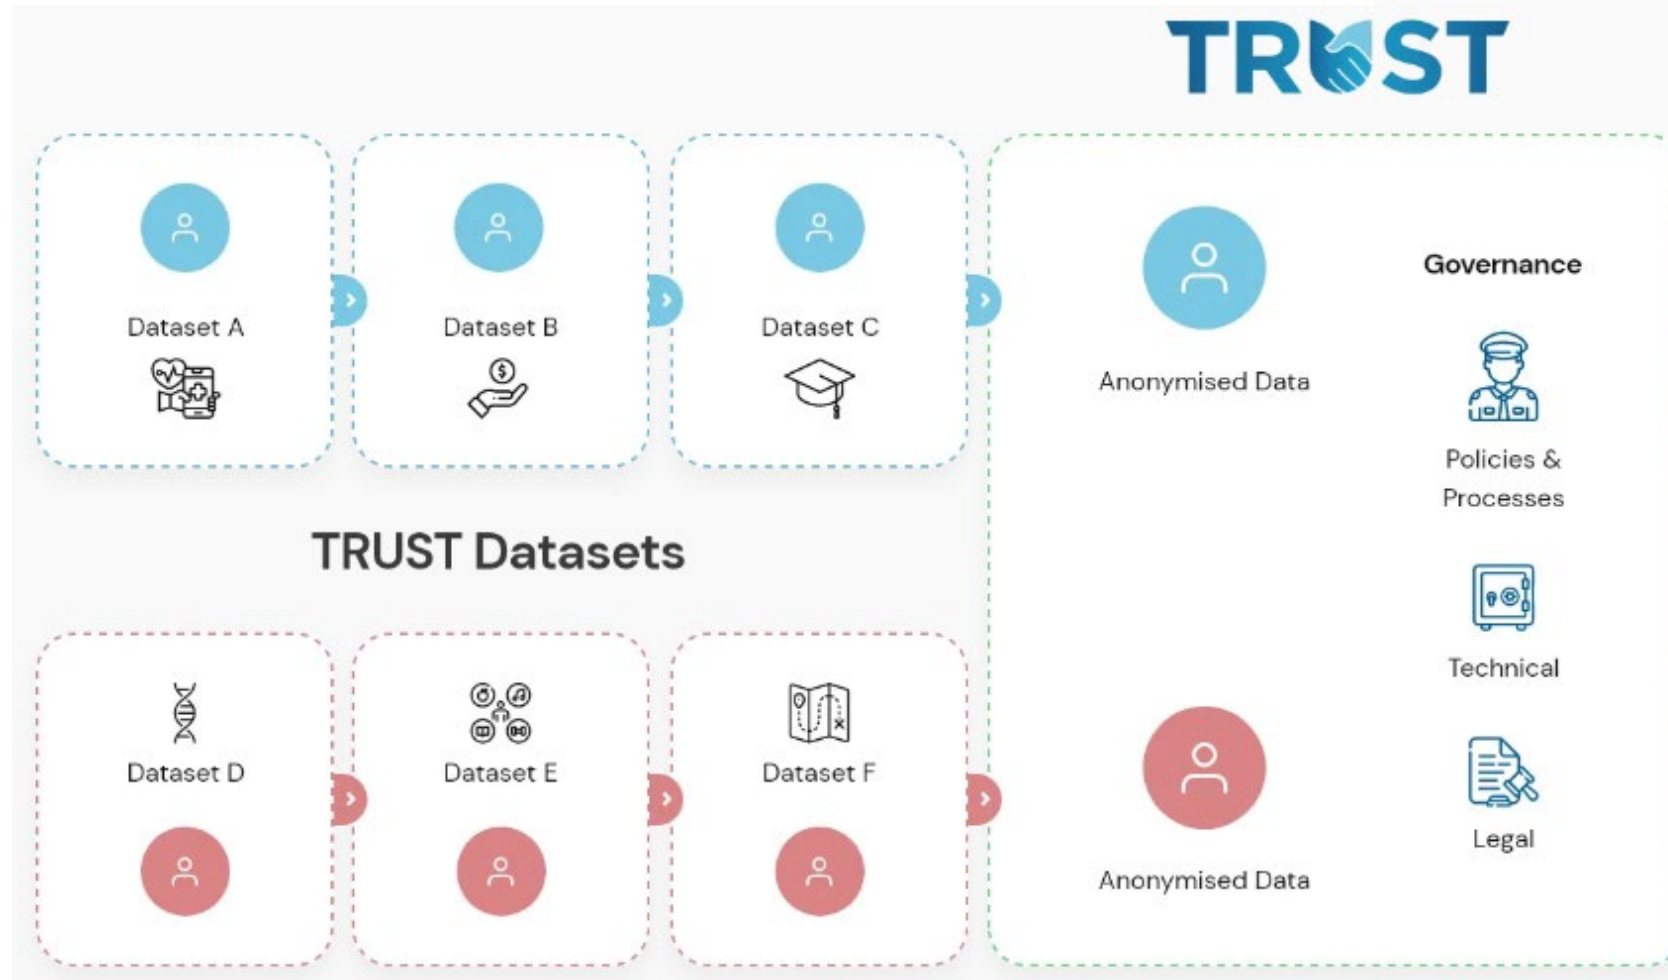 TRUST
Dataset A
Dataset B
Dataset C
Anonymised Data
Governance
Policies &
Processes
TRUST Datasets
Technical
Dataset D
Dataset E
Dataset F
Legal
Anonymised Data